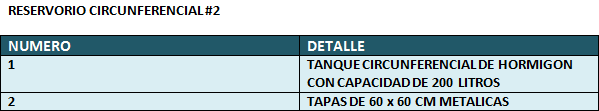 RESERVORIO CIRCUNFERENCIAL #2
NUMERO DETALLE
1 TANQUE CIRCUNFERENCIAL DE HORMIGON
CON CAPACIDAD DE 200 LITROS
2 TAPAS DE 60 x 60 CM METALICAS